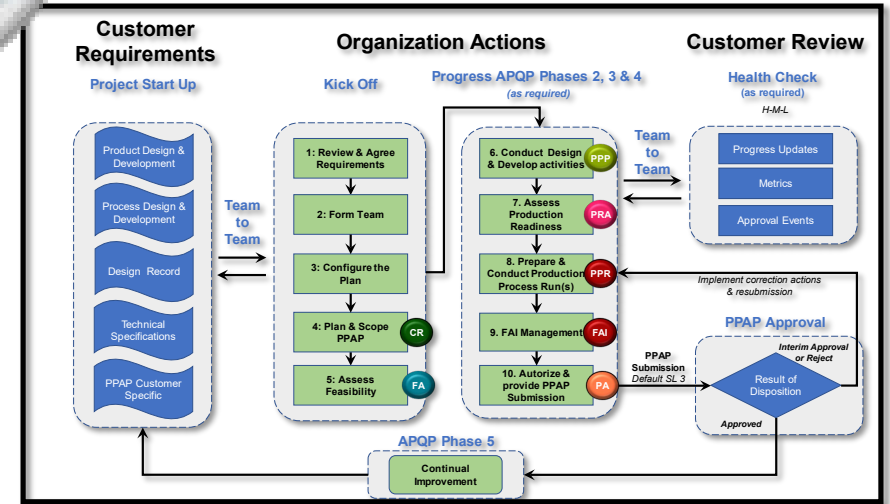 Customer
Requirements
Organization Actions
Customer Review
Project Start Up
Kick Off
Progress APQP Phases 2, 3 & 4
(as required)
Health Check
(as required)
H-M-L
Product Design &
Development
Process Design &
Development
Design Record
Technical
Specifications
PPAP Customer
Specific
Team
to
Team
1: Review & Agree
Requirements
2: Form Team
3: Configure the
Plan
4: Plan & Scope
PPAP
CR
5: Assess
Feasibility
FA
6. Conduct Design
& Develop activities
PPP
7. Assess
Production
Readiness
PRA
8. Prepare &
Conduct Production
Process Run(s)
PPR
9. FAI Management
FAI
10. Autorize &
provide PPAP
Submission
PA
Team
to
Team
Progress Updates
Metrics
Approval Events
Implement correction actions
& resubmission
PPAP Approval
Interim Approval
or Reject
PPAP
Submission
Default SL 3
Result of
Disposition
Approved
APQP Phase 5
Continual
Improvement